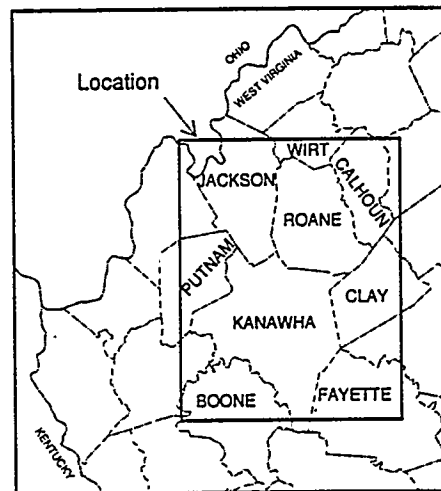 OHIO
WEST VIRGINIA
Location
WIRT
JACKSON
CALHOUN
ROANE
PUTNAM
CLAY
KANAWHA
BOONE
FAYETTE
KENTUCKY